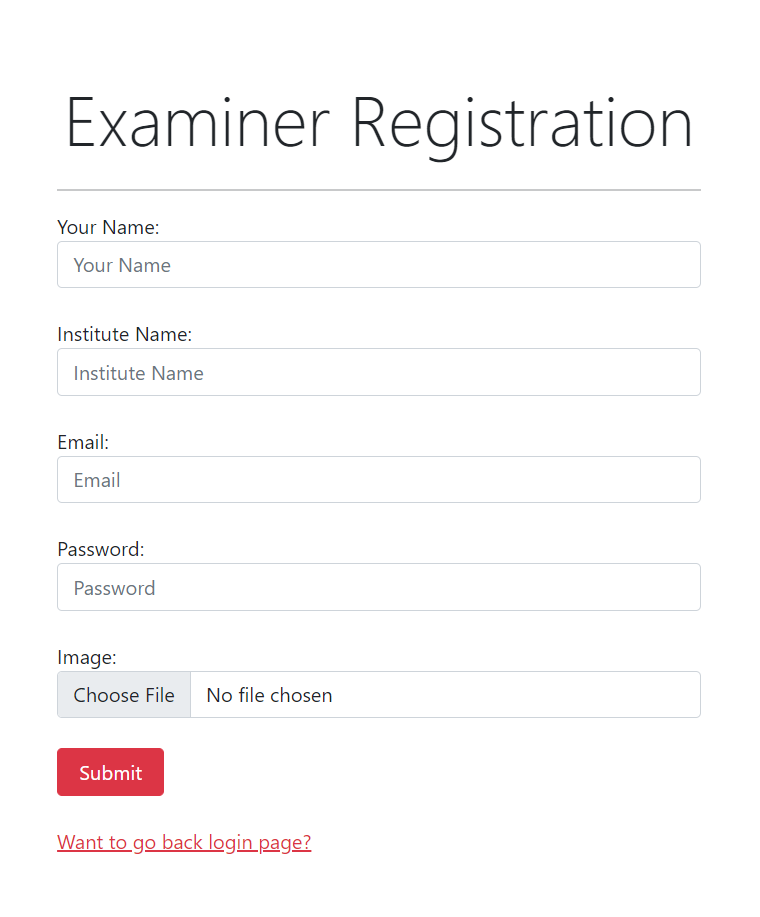 Examiner Registration
Your Name:
Your Name
Institute Name:
Institute Name
Email:
Email
Password:
Password
Image:
Choose File No file chosen
Submit
Want to go back login page?